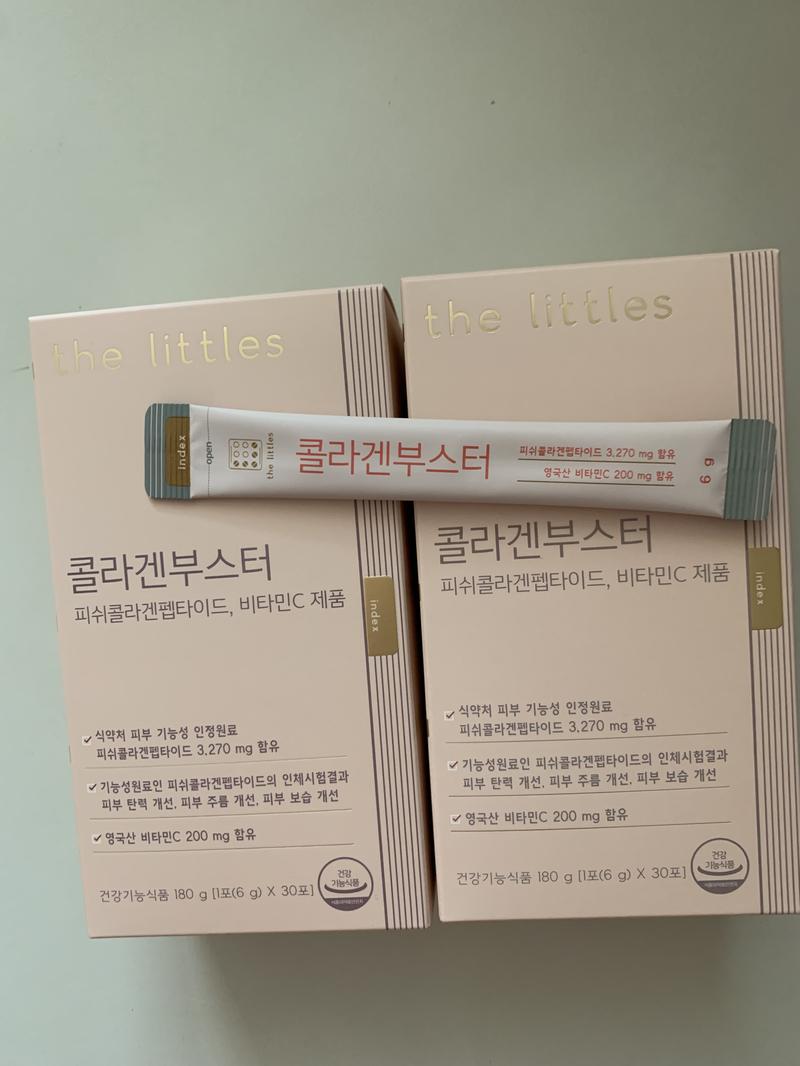 the littles
콜라겐부스터
피쉬콜라겐펩타이드, 비타민C 제품
index
식약처 피부 기능성 인정원료
피쉬콜라겐펩타이드 3,270 mg 함유
기능성원료인 피쉬콜라겐펩타이드의 인체시험결과
피부 탄력 개선, 피부 주름 개선, 피부 보습 개선
영국산 비타민C 200 mg 함유
건강기능식품 180 g [1포(6 g) X 30포]
건강
기능식품
the littles
콜라겐부스터
피쉬콜라겐펩타이드, 비타민C 제품
index
식약처 피부 기능성 인정원료
피쉬콜라겐펩타이드 3,270 mg 함유
기능성원료인 피쉬콜라겐펩타이드의 인체시험결과
피부 탄력 개선, 피부 주름 개선, 피부 보습 개선
영국산 비타민C 200 mg 함유
건강기능식품 180 g [1포(6 g) X 30포]
건강
기능식품
index
open
the littles
콜라겐부스터
피쉬콜라겐펩타이드 3,270 mg 함유
영국산 비타민C 200 mg 함유
6 g